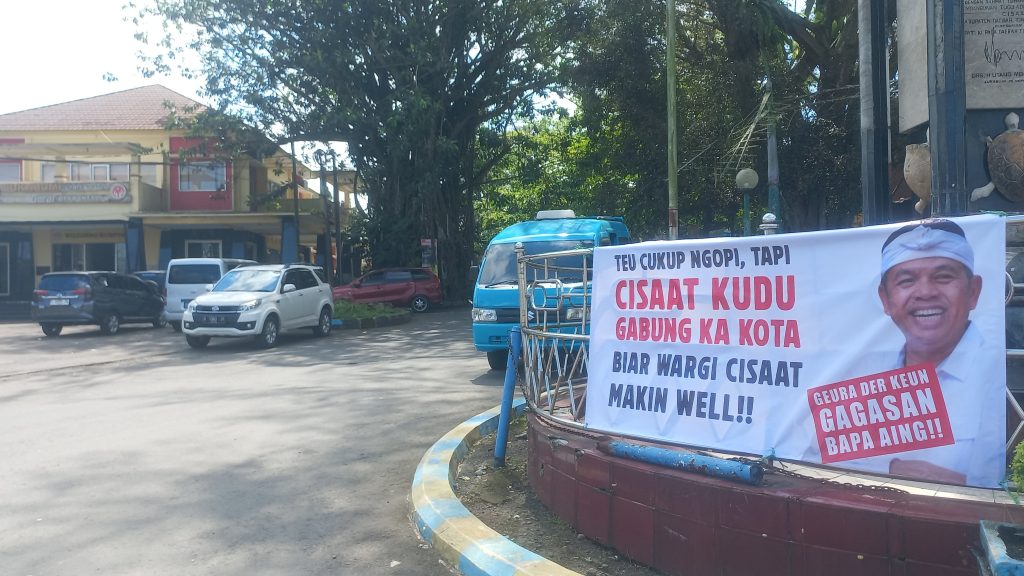 TEU CUKUP NGOPI, TAPI
CISAAT KUDU
GABUNG KA KOTA
BIAR WARGI CISAAT
MAKIN WELL!!
GEURA DER KEUN
GAGASAN
BAPA AING!!